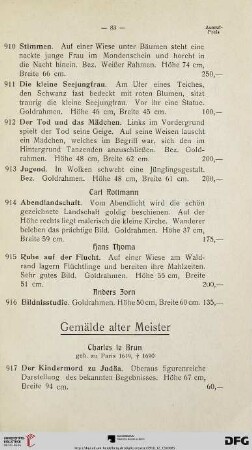 — 83 —
Ausruf-
Preis
910 Stimmen. Auf einer Wiese unter Bäumen steht eine
nackte junge Frau im Mondenschein und horcht in
die Nacht hinein. Bez. Weißer Rahmen. Höhe 74 cm,
Breite 66 cm. 250,—
911 Die kleine Seejungfrau. Am Ufer eines Teiches,
den Schwanz fast bedeckt mit roten Blumen, sitzt
traurig die kleine Seejungfrau. Vor ihr eine Statue.
Goldrahmen. Höhe 46 cm, Breite 45 cm. 100,—
912 Der Tod und das Mädchen. Links im Vordergrund
spielt der Tod seine Geige. Auf seine Weisen lauscht
ein Mädchen, welches im Begriff war, sich den im
Hintergrund Tanzenden anzuschließen. Bez. Gold-
rahmen. Höhe 48 cm, Breite 62 cm. 200,—
913 Jugend. In Wolken schwebt eine Jünglingsgestalt.
Bez. Goldrahmen. Höhe 48 cm, Breite 61 cm. 200,—
Carl Rottmann
914 Abendlandschaft. Vom Abendlicht wird die schön
gezeichnete Landschaft goldig beschienen. Auf der
Höhe rechts liegt malerisch die kleine Kirche. Wanderer
beleben das prächtige Bild. Goldrahmen. Höhe 37 cm,
Breite 59 cm. 175,—
Hans Thoma
915 Ruhe auf der Flucht. Auf einer Wiese am Wald-
rand lagern Flüchtlinge und bereiten ihre Mahlzeiten.
Sehr gutes Bild. Goldrahmen. Höhe 35 cm, Breite
51 cm. 200,—
Anders Zorn
916 Bildnisstudie. Goldrahmen. Höhe 50 cm, Breite 60 cm. 135,—
Gemälde alter Meister
Charles le Brun
geb. zu Paris 1619, † 1690
917 Der Kindermord zu Judäa. Überaus figurenreiche
Darstellung des bekannten Begebnisses. Höhe 67 cm,
Breite 94 cm. 60,—
DFG